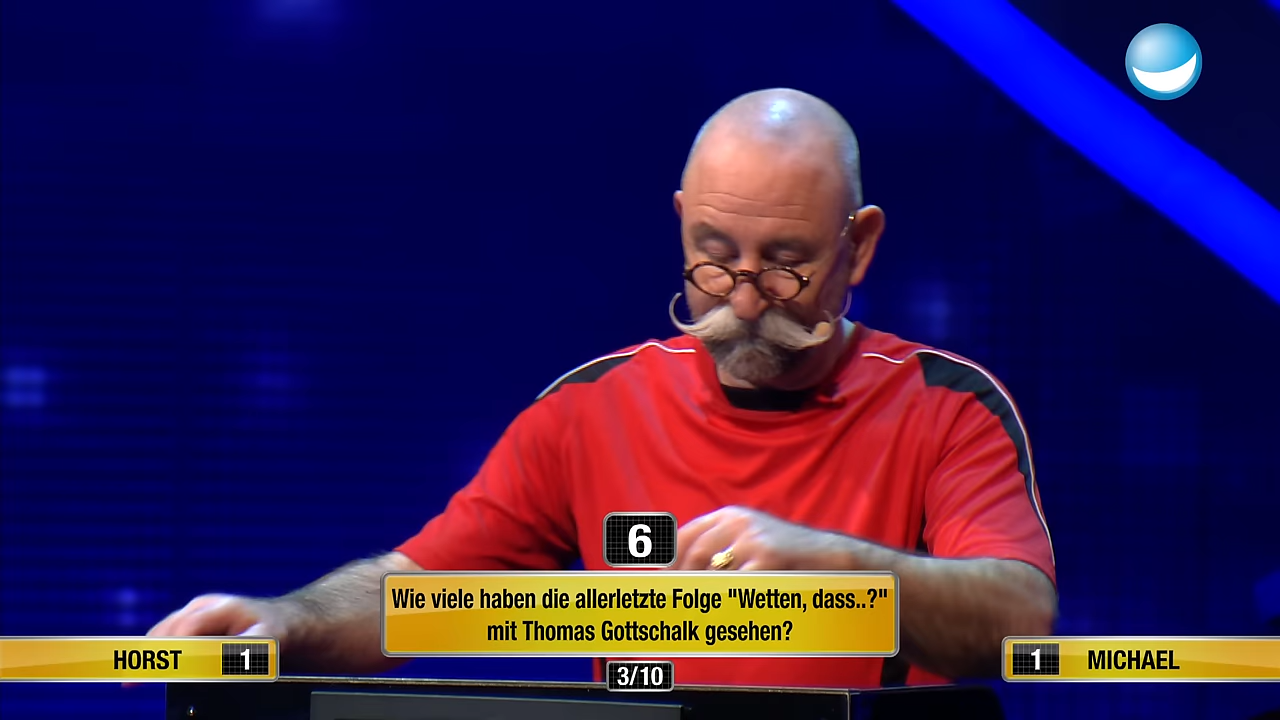 6
Wie viele haben die allerletzte Folge "Wetten, dass..?"
mit Thomas Gottschalk gesehen?
HORST 1
1 MICHAEL
3/10